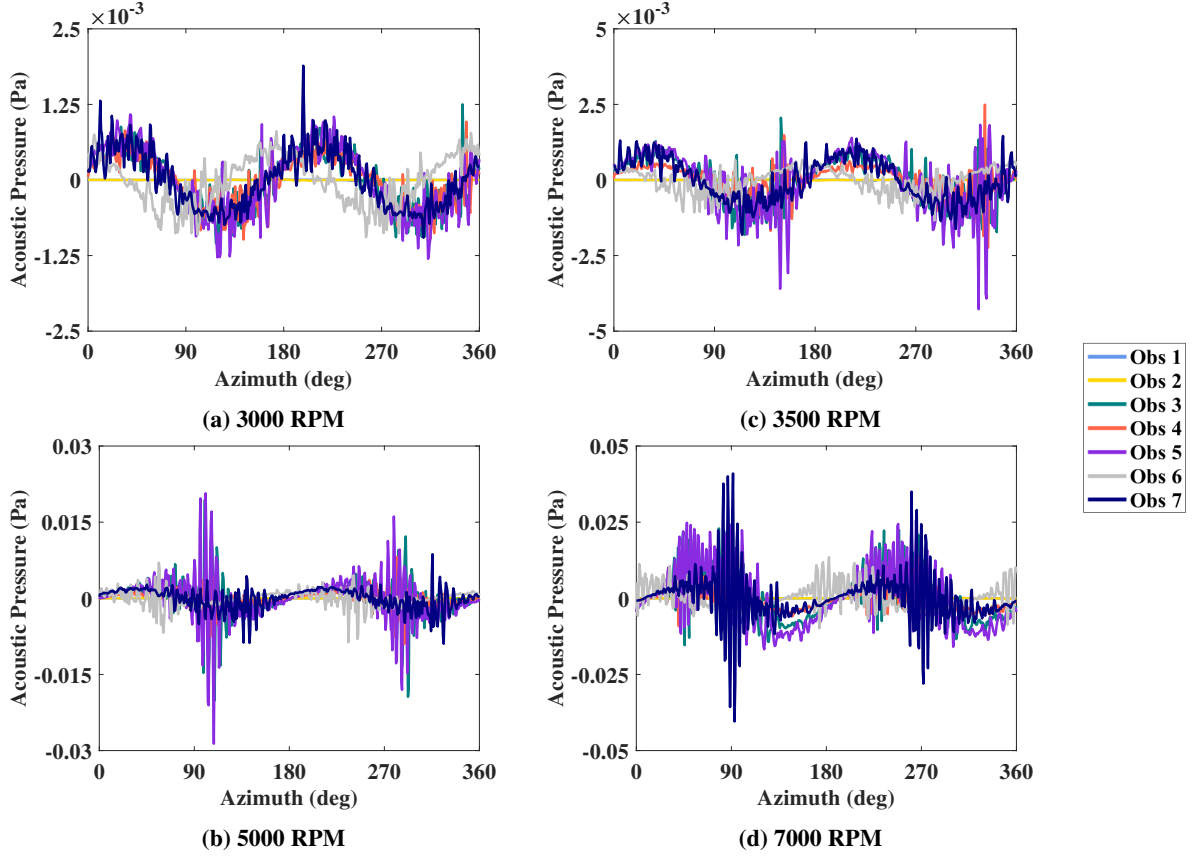 ×10⁻³
2.5
1.25
0
-1.25
-2.5
Acoustic Pressure (Pa)
0 90 180 270 360
Azimuth (deg)
(a) 3000 RPM
×10⁻³
5
2.5
0
-2.5
-5
Acoustic Pressure (Pa)
0 90 180 270 360
Azimuth (deg)
(c) 3500 RPM
Obs 1
Obs 2
Obs 3
Obs 4
Obs 5
Obs 6
Obs 7
0.03
0.015
0
-0.015
-0.03
Acoustic Pressure (Pa)
0 90 180 270 360
Azimuth (deg)
(b) 5000 RPM
0.05
0.025
0
-0.025
-0.05
Acoustic Pressure (Pa)
0 90 180 270 360
Azimuth (deg)
(d) 7000 RPM